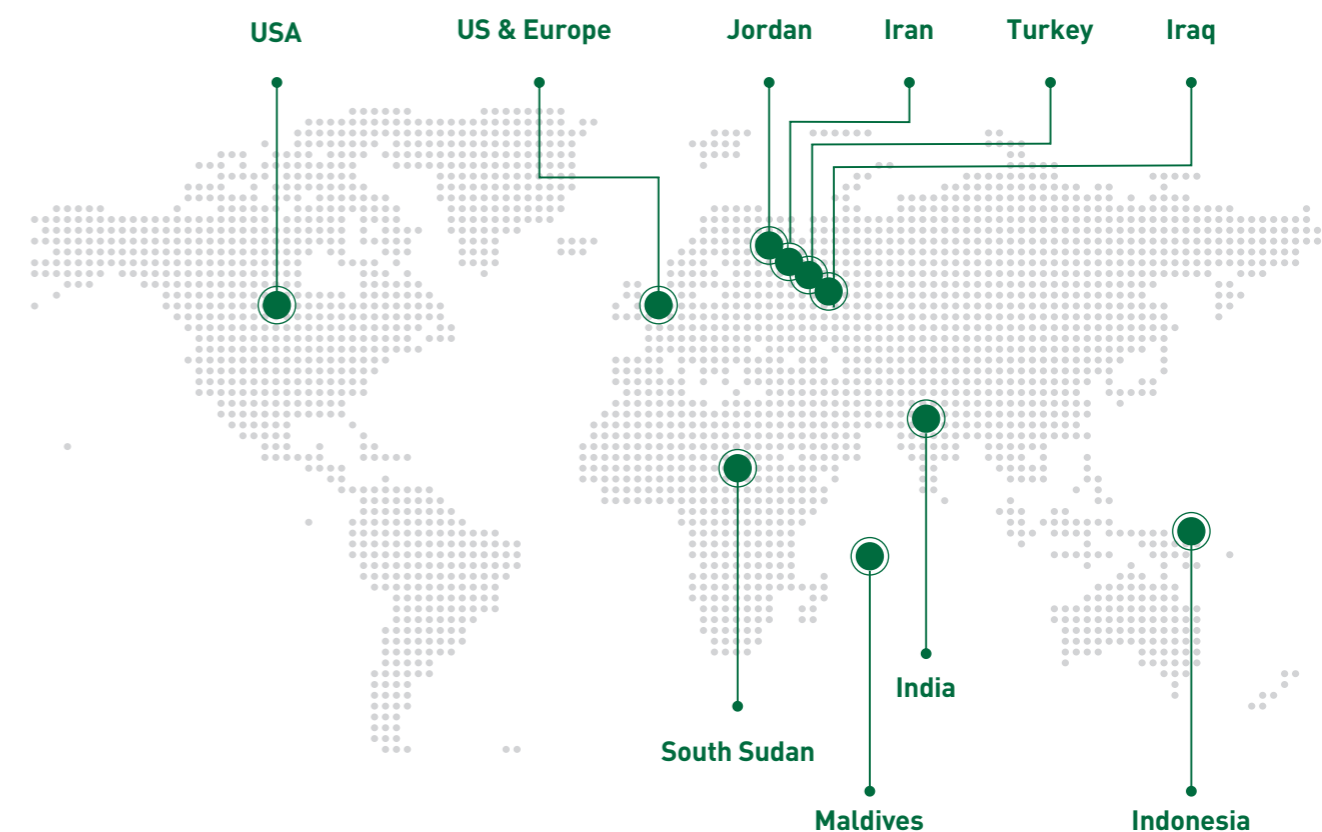 USA
US & Europe
Jordan
Iran
Turkey
Iraq
India
South Sudan
Maldives
Indonesia